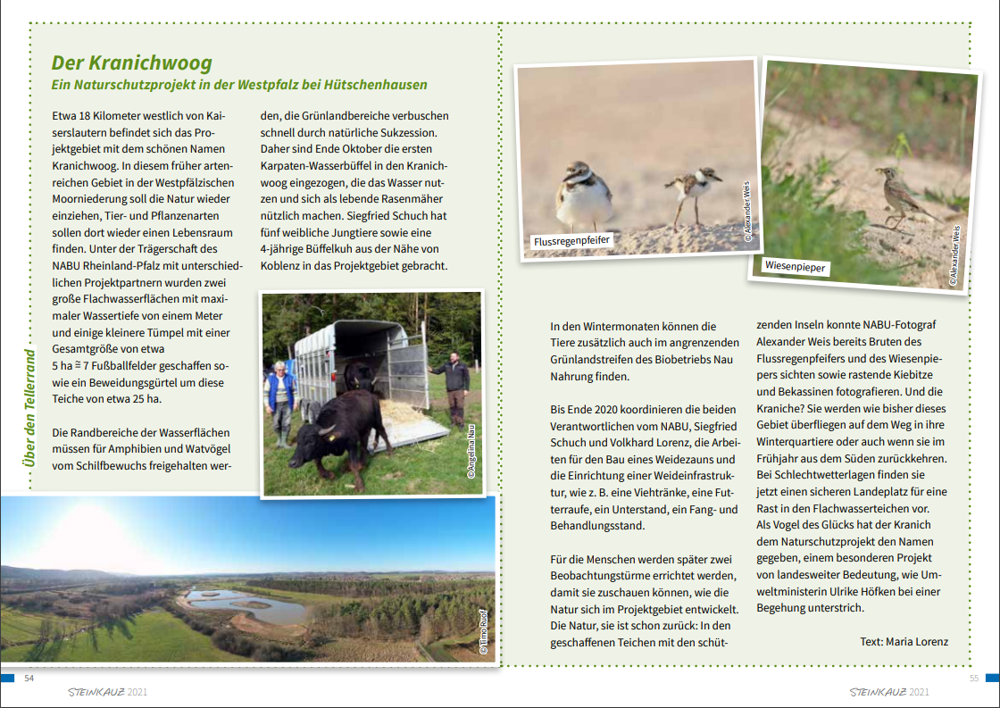 Der Kranichwoog
Ein Naturschutzprojekt in der Westpfalz bei Hütschenhausen
Etwa 18 Kilometer westlich von Kai-
serslautern befindet sich das Pro-
jektgebiet mit dem schönen Namen
Kranichwoog. In diesem früher arten-
reichen Gebiet in der Westpfälzischen
Moorniederung soll die Natur wieder
einziehen, Tier- und Pflanzenarten
sollen dort wieder einen Lebensraum
finden. Unter der Trägerschaft des
NABU Rheinland-Pfalz mit unterschied-
lichen Projektpartnern wurden zwei
große Flachwasserflächen mit maxi-
maler Wassertiefe von einem Meter
und einige kleinere Tümpel mit einer
Gesamtgröße von etwa
5 ha ≙ 7 Fußballfelder geschaffen so-
wie ein Beweidungsgürtel um diese
Teiche von etwa 25 ha.
Die Randbereiche der Wasserflächen
müssen für Amphibien und Watvögel
vom Schilfbewuchs freigehalten wer-
den, die Grünlandbereiche verbuschen
schnell durch natürliche Sukzession.
Daher sind Ende Oktober die ersten
Karpaten-Wasserbüffel in den Kranich-
woog eingezogen, die das Wasser nut-
zen und sich als lebende Rasenmäher
nützlich machen. Siegfried Schuch hat
fünf weibliche Jungtiere sowie eine
4-jährige Büffelkuh aus der Nähe von
Koblenz in das Projektgebiet gebracht.
©Angelina Nau
Über den Tellerrand
© Timo Ruof
54
STEINKAUZ 2021
Flussregenpfeifer
© Alexander Weis
Wiesenpieper
©Alexander Weis
In den Wintermonaten können die
Tiere zusätzlich auch im angrenzenden
Grünlandstreifen des Biobetriebs Nau
Nahrung finden.
Bis Ende 2020 koordinieren die beiden
Verantwortlichen vom NABU, Siegfried
Schuch und Volkhard Lorenz, die Arbei-
ten für den Bau eines Weidezauns und
die Einrichtung einer Weideinfrastruk-
tur, wie z. B. eine Viehtränke, eine Fut-
terraufe, ein Unterstand, ein Fang- und
Behandlungsstand.
Für die Menschen werden später zwei
Beobachtungstürme errichtet werden,
damit sie zuschauen können, wie die
Natur sich im Projektgebiet entwickelt.
Die Natur, sie ist schon zurück: In den
geschaffenen Teichen mit den schüt-
zenden Inseln konnte NABU-Fotograf
Alexander Weis bereits Bruten des
Flussregenpfeifers und des Wiesenpie-
pers sichten sowie rastende Kiebitze
und Bekassinen fotografieren. Und die
Kraniche? Sie werden wie bisher dieses
Gebiet überfliegen auf dem Weg in ihre
Winterquartiere oder auch wenn sie im
Frühjahr aus dem Süden zurückkehren.
Bei Schlechtwetterlagen finden sie
jetzt einen sicheren Landeplatz für eine
Rast in den Flachwasserteichen vor.
Als Vogel des Glücks hat der Kranich
dem Naturschutzprojekt den Namen
gegeben, einem besonderen Projekt
von landesweiter Bedeutung, wie Um-
weltministerin Ulrike Höfken bei einer
Begehung unterstrich.
Text: Maria Lorenz
55
STEINKAUZ 2021